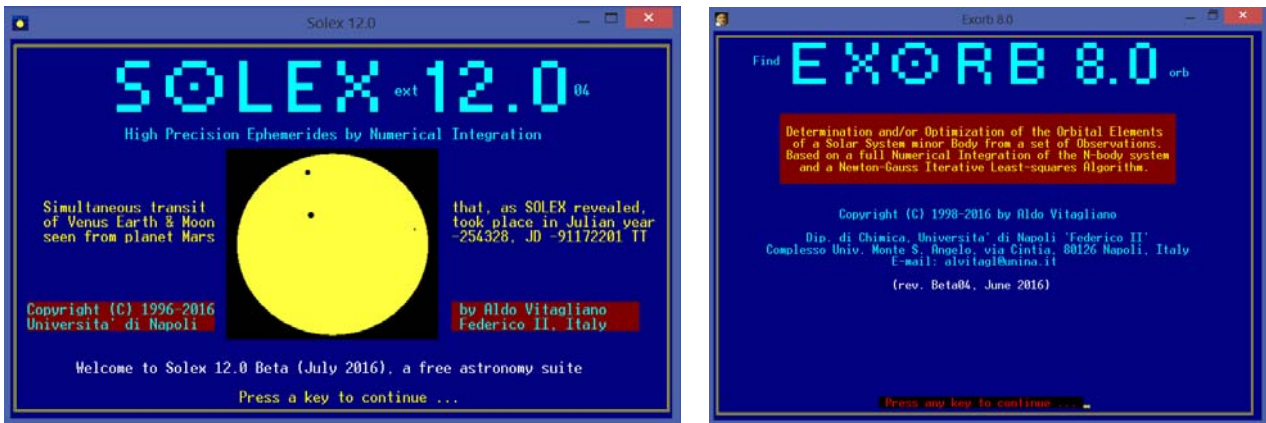 Solex 12.0
SOLEX ext 12.0 04
High Precision Ephemerides by Numerical Integration
Simultaneous transit
of Venus Earth & Moon
seen from planet Mars
that, as SOLEX revealed,
took place in Julian year
-254328, JD -91172201 TT
Copyright (C) 1996-2016
Universita' di Napoli
by Aldo Vitagliano
Federico II, Italy
Welcome to Solex 12.0 Beta (July 2016), a free astronomy suite
Press a key to continue ...
Exorb 8.0
Find EXORB 8.0 orb
Determination and/or Optimization of the Orbital Elements
of a Solar System minor Body from a set of Observations.
Based on a full Numerical Integration of the N-body system
and a Newton-Gauss Iterative Least-squares Algorithm.
Copyright (C) 1998-2016 by Aldo Vitagliano
Dip. di Chimica, Universita' di Napoli 'Federico II'
Complesso Univ. Monte S. Angelo, via Cintia, 80126 Napoli, Italy
E-mail: alvitagl@unina.it
(rev. Beta04, June 2016)
Press any key to continue ...